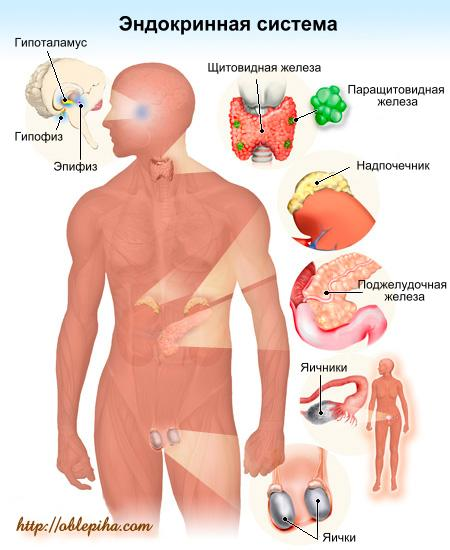 Эндокринная система
Гипоталамус
Гипофиз
Эпифиз
Щитовидная железа
Паращитовидная
железа
Надпочечник
Поджелудочная
железа
Яичники
Яички
http://oblepiha.com